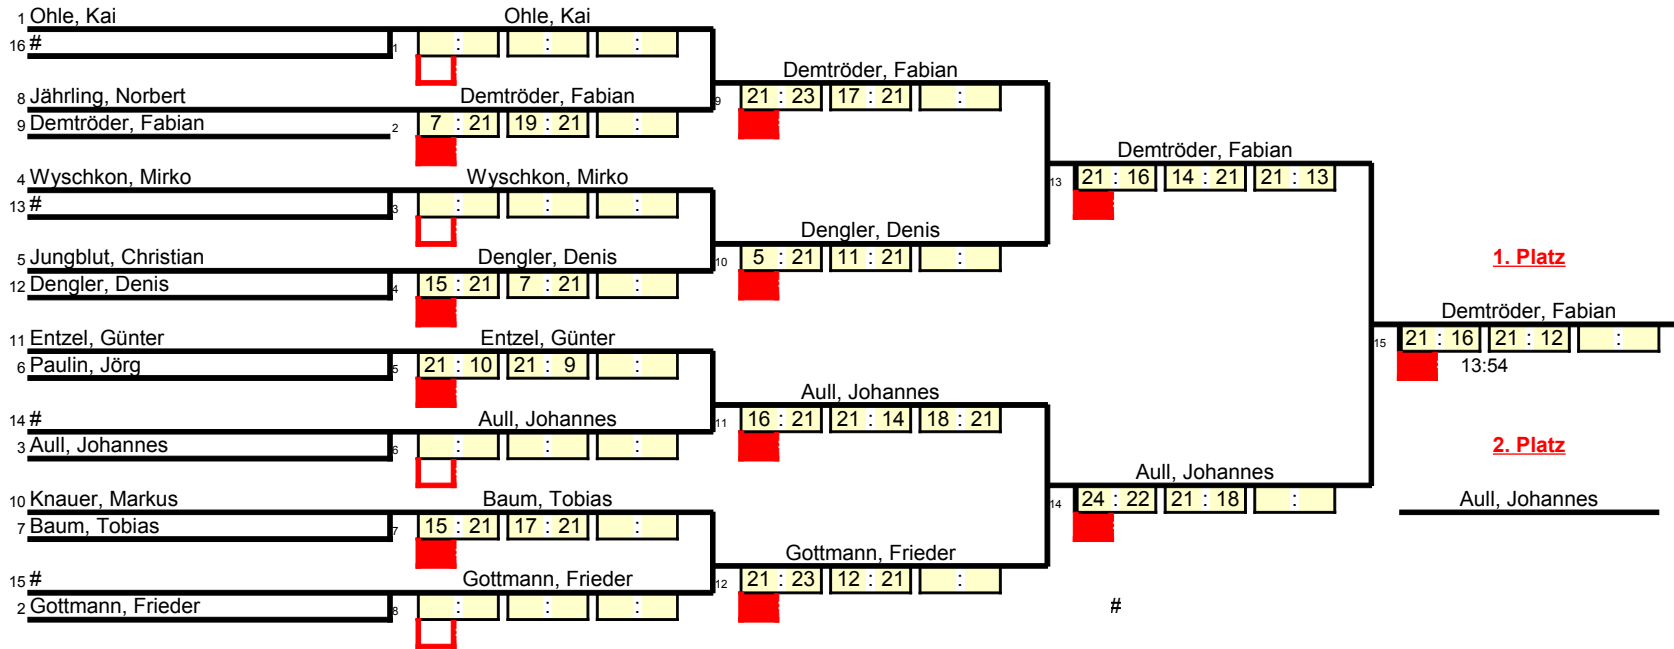 1 Ohle, Kai
Ohle, Kai
16 #
1 : : :
Demtröder, Fabian
8 Jährling, Norbert
Demtröder, Fabian
9 21 : 23 17 : 21 :
9 Demtröder, Fabian
2 7 : 21 19 : 21 :
Demtröder, Fabian
4 Wyschkon, Mirko
Wyschkon, Mirko
13 21 : 16 14 : 21 21 : 13
13 #
3 : : :
Dengler, Denis
5 Jungblut, Christian
Dengler, Denis
10 5 : 21 11 : 21 :
1. Platz
12 Dengler, Denis
4 15 : 21 7 : 21 :
Demtröder, Fabian
11 Entzel, Günter
Entzel, Günter
15 21 : 16 21 : 12 :
6 Paulin, Jörg
5 21 : 10 21 : 9 :
13:54
Aull, Johannes
14 #
Aull, Johannes
11 16 : 21 21 : 14 18 : 21
3 Aull, Johannes
6 : : :
2. Platz
Aull, Johannes
10 Knauer, Markus
Baum, Tobias
14 24 : 22 21 : 18 :
Aull, Johannes
7 Baum, Tobias
7 15 : 21 17 : 21 :
Gottmann, Frieder
15 #
Gottmann, Frieder
12 21 : 23 12 : 21 :
2 Gottmann, Frieder
8 : : :
#